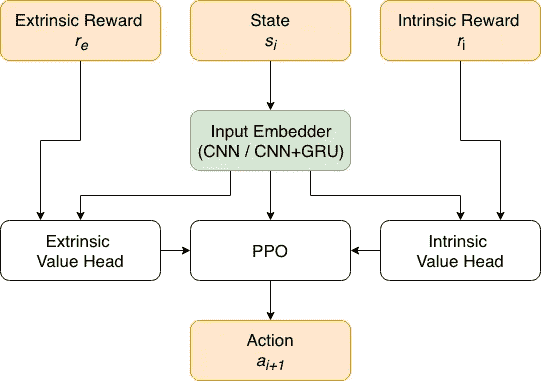 Extrinsic Reward
r_e
State
s_i
Intrinsic Reward
r_i
Input Embedder
(CNN / CNN+GRU)
Extrinsic
Value Head
PPO
Intrinsic
Value Head
Action
a_{i+1}